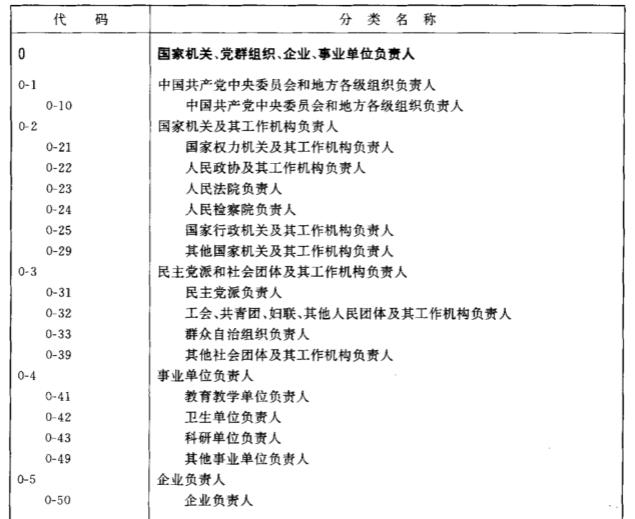 代 码 分 类 名 称
0 国家机关、党群组织、企业、事业单位负责人
0-1 中国共产党中央委员会和地方各级组织负责人
0-10 中国共产党中央委员会和地方各级组织负责人
0-2 国家机关及其工作机构负责人
0-21 国家权力机关及其工作机构负责人
0-22 人民政协及其工作机构负责人
0-23 人民法院负责人
0-24 人民检察院负责人
0-25 国家行政机关及其工作机构负责人
0-29 其他国家机关及其工作机构负责人
0-3 民主党派和社会团体及其工作机构负责人
0-31 民主党派负责人
0-32 工会、共青团、妇联、其他人民团体及其工作机构负责人
0-33 群众自治组织负责人
0-39 其他社会团体及其工作机构负责人
0-4 事业单位负责人
0-41 教育教学单位负责人
0-42 卫生单位负责人
0-43 科研单位负责人
0-49 其他事业单位负责人
0-5 企业负责人
0-50 企业负责人